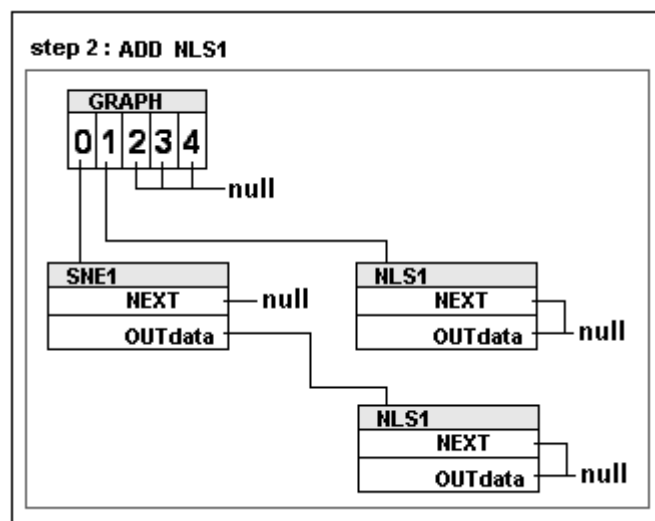 step 2 : ADD NLS1
GRAPH
0 1 2 3 4
null
SNE1
NEXT
null
OUTdata
NLS1
NEXT
OUTdata
null
NLS1
NEXT
OUTdata
null